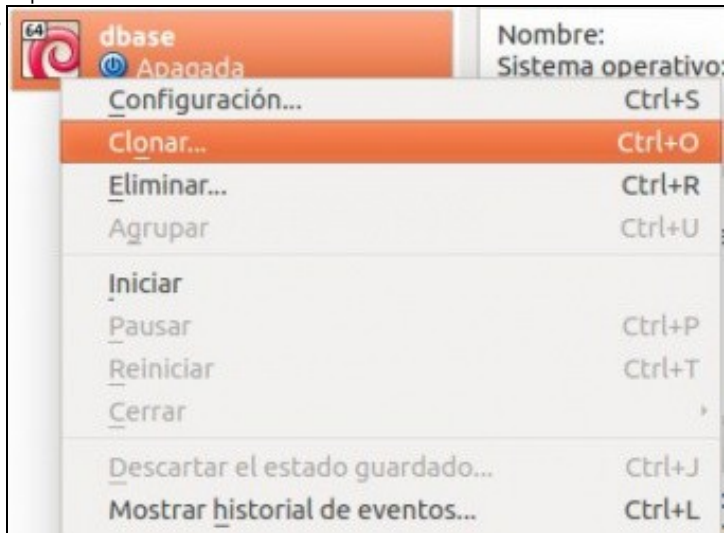 64
dbase
Apagada
Nombre:
Sistema operativo:
Configuración... Ctrl+S
Clonar... Ctrl+O
Eliminar... Ctrl+R
Agrupar Ctrl+U
Iniciar
Pausar Ctrl+P
Reiniciar Ctrl+T
Cerrar
Descartar el estado guardado... Ctrl+J
Mostrar historial de eventos... Ctrl+L